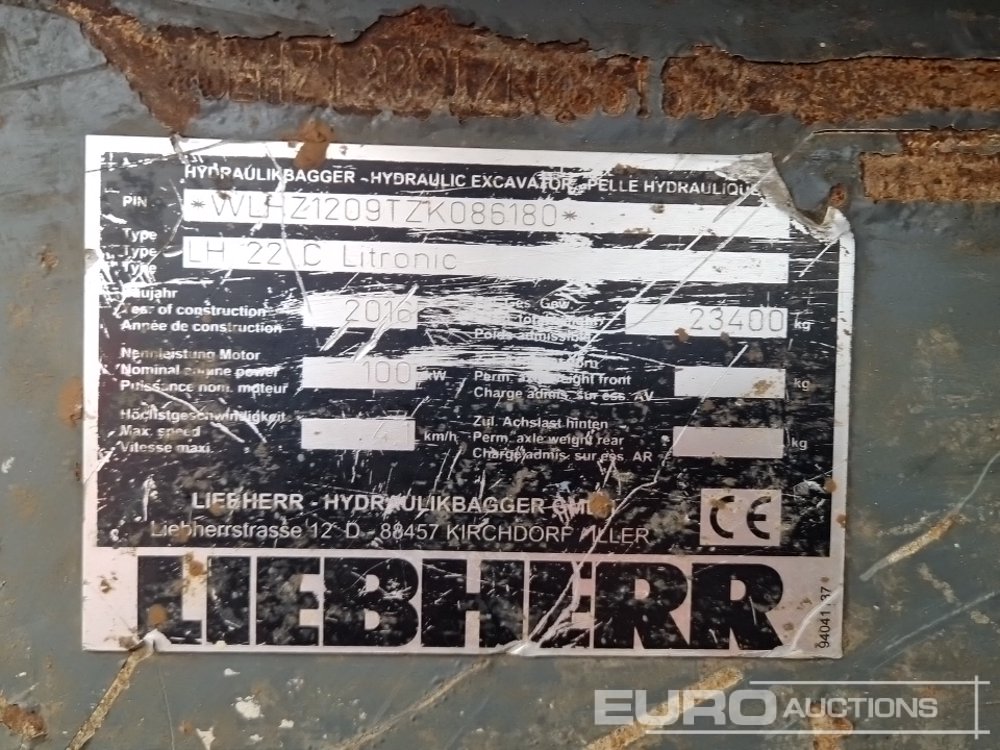 HYDRAULIKBAGGER - HYDRAULIC EXCAVATOR - PELLE HYDRAULIQUE
PIN *WLHZ1209TZK086180*
Type
Type LH 22 C Litronic
Type
Baujahr
Year of construction 2016
Année de construction
Ges. Gew.
23400 kg
Poids admissible
Nennleistung Motor
Nominal engine power 100 kW
Puissance nom. moteur
Perm. axle weight front kg
Charge admis. sur ess. AV
Höchstgeschwindigkeit
Max. speed km/h
Vitesse maxi.
Zul. Achslast hinten
Perm. axle weight rear kg
Charge admis. sur ess. AR
LIEBHERR - HYDRAULIKBAGGER GMBH
Liebherrstrasse 12 D - 88457 KIRCHDORF / ILLER
CE
LIEBHERR
EURO AUCTIONS